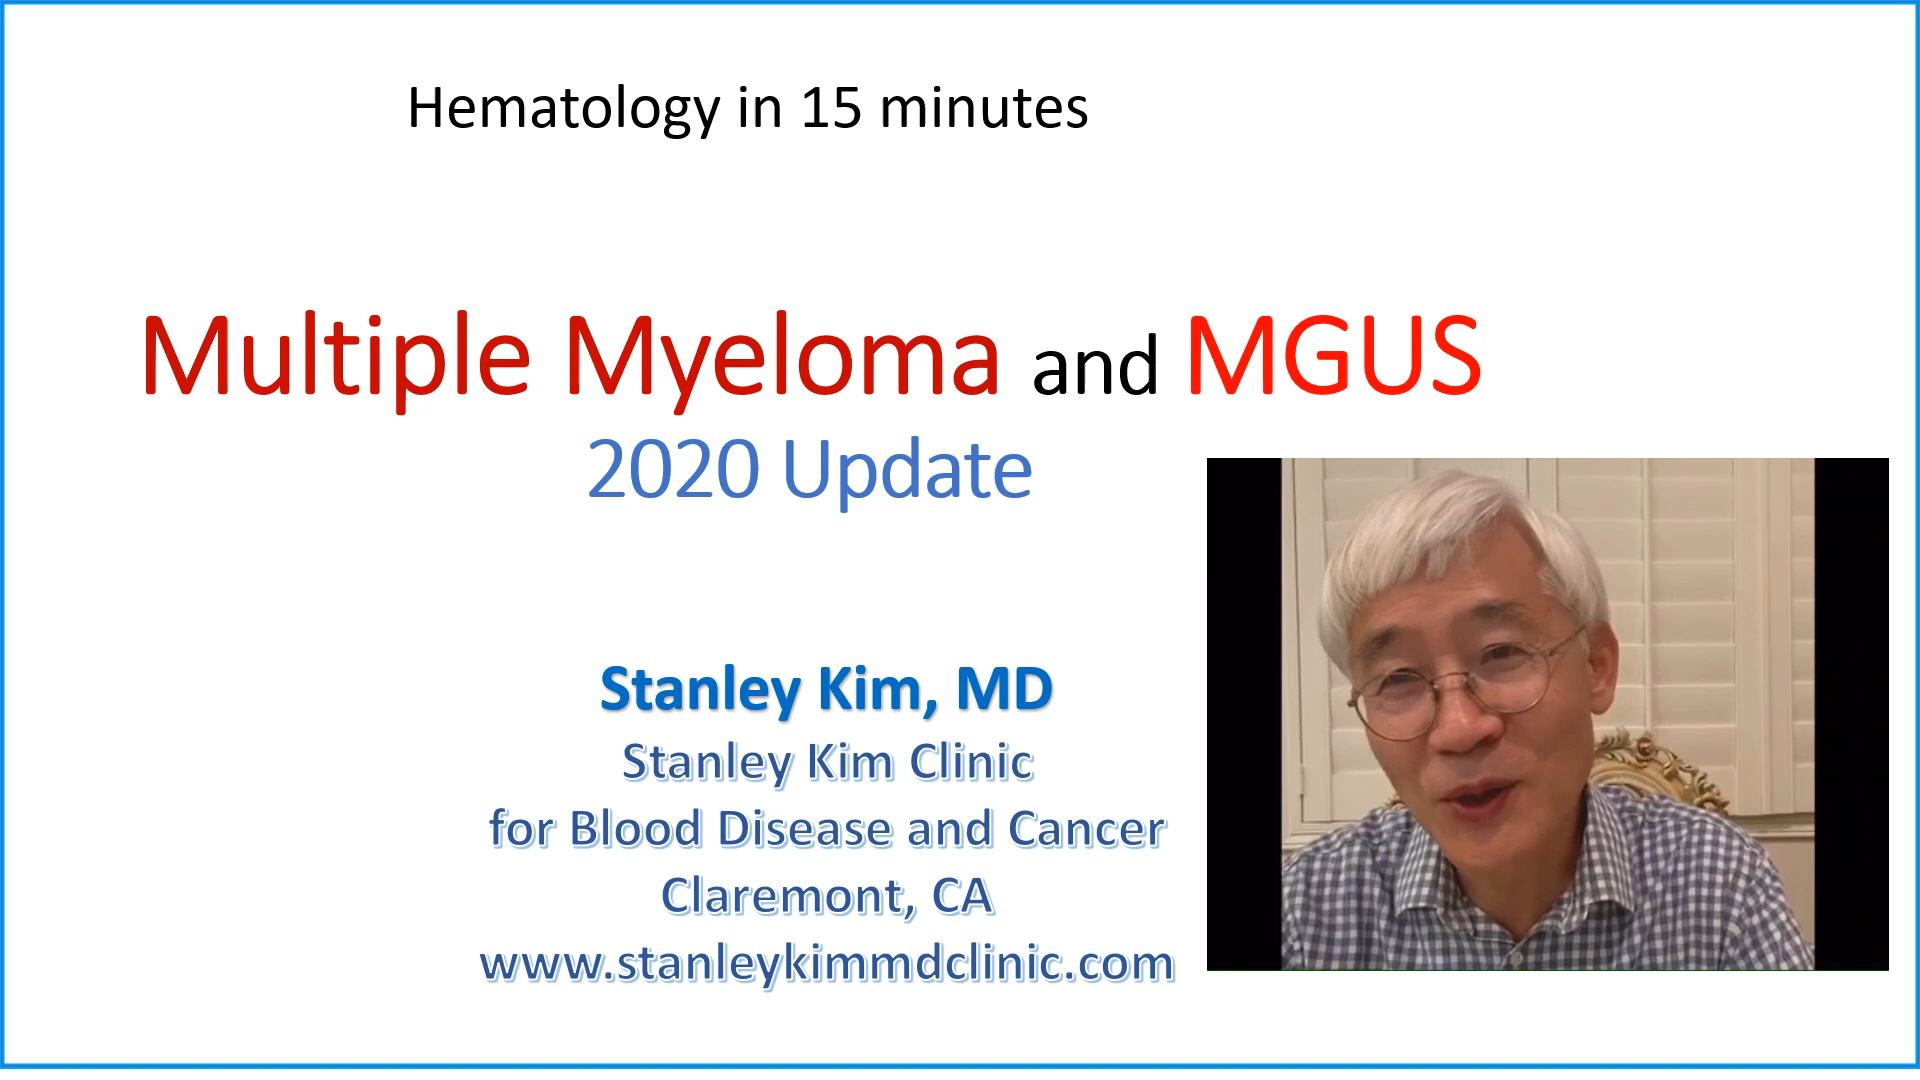 Hematology in 15 minutes
Multiple Myeloma and MGUS
2020 Update
Stanley Kim, MD
Stanley Kim Clinic
for Blood Disease and Cancer
Claremont, CA
www.stanleykimmdclinic.com